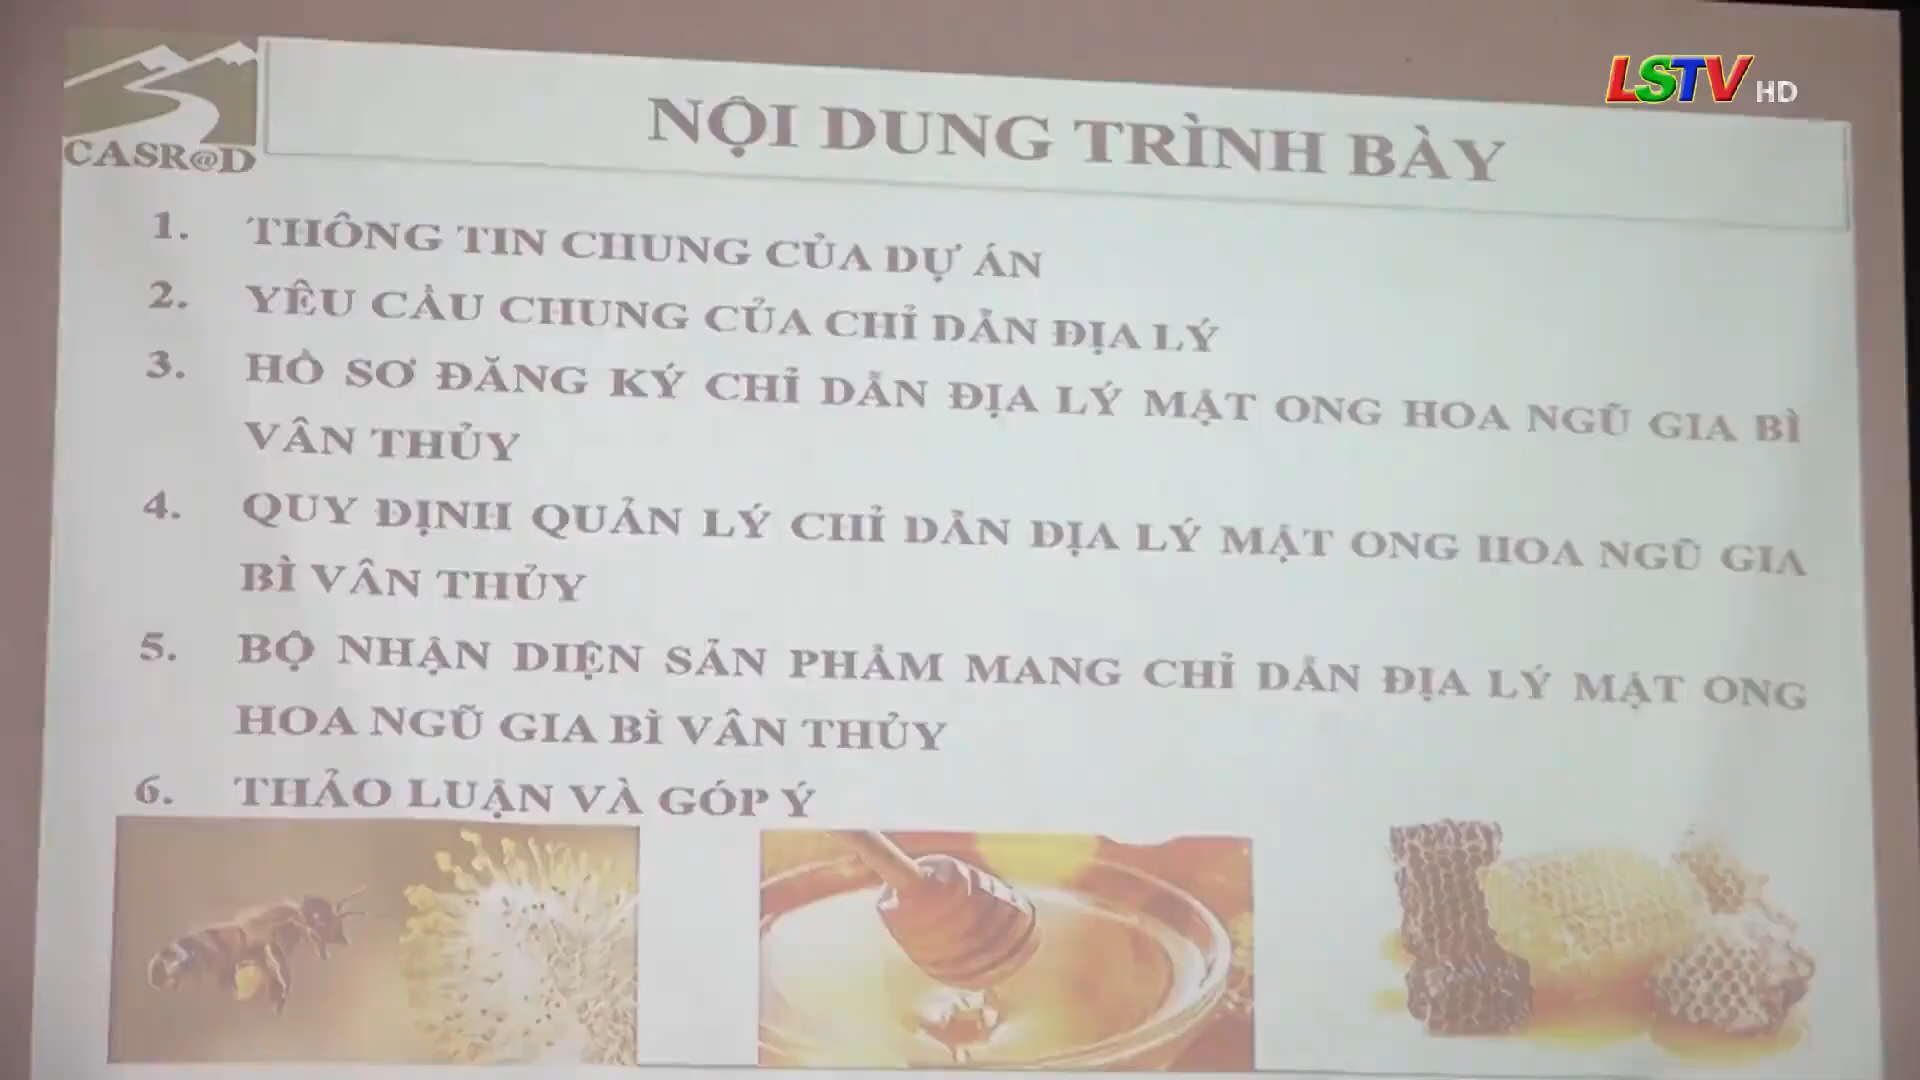 LSTV HD
CASR@D
NỘI DUNG TRÌNH BÀY
1. THÔNG TIN CHUNG CỦA DỰ ÁN
2. YÊU CẦU CHUNG CỦA CHỈ DẪN ĐỊA LÝ
3. HỒ SƠ ĐĂNG KÝ CHỈ DẪN ĐỊA LÝ MẬT ONG HOA NGŨ GIA BÌ
VÂN THỦY
4. QUY ĐỊNH QUẢN LÝ CHỈ DẪN ĐỊA LÝ MẬT ONG HOA NGŨ GIA
BÌ VÂN THỦY
5. BỘ NHẬN DIỆN SẢN PHẨM MANG CHỈ DẪN ĐỊA LÝ MẬT ONG
HOA NGŨ GIA BÌ VÂN THỦY
6. THẢO LUẬN VÀ GÓP Ý